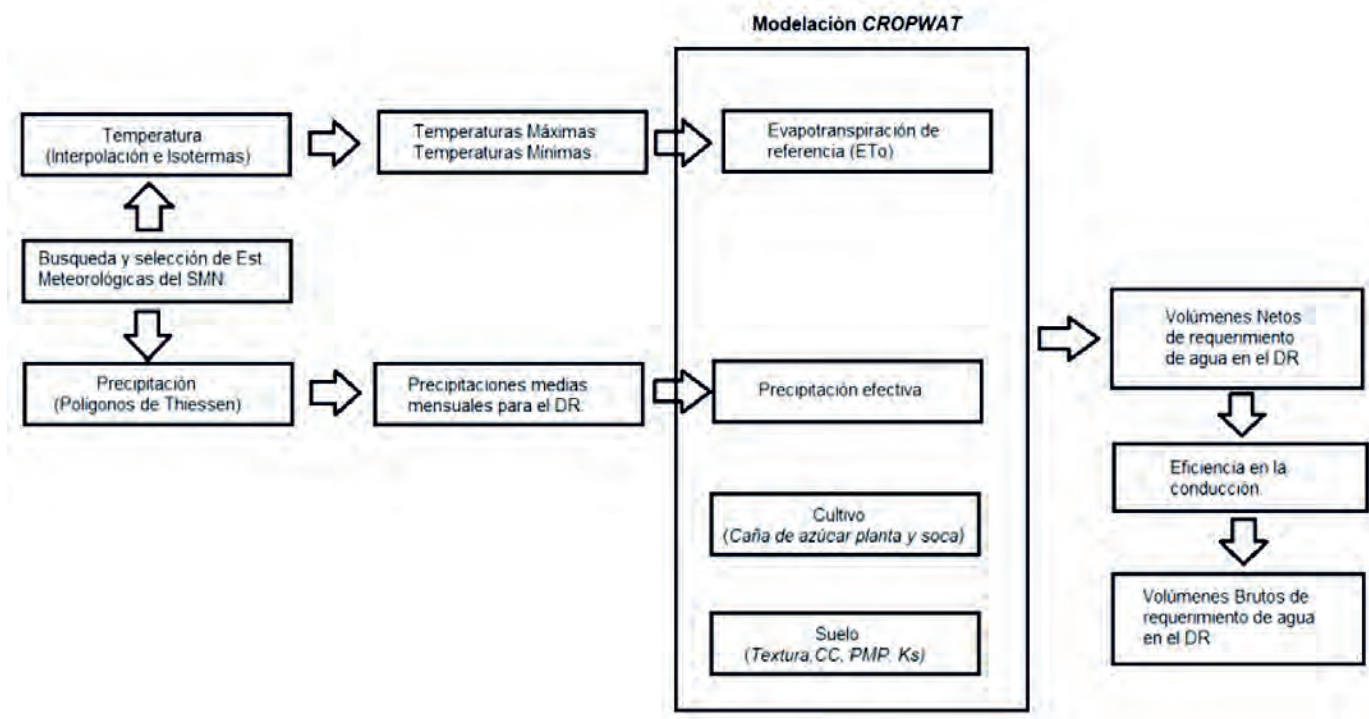 Modelación CROPWAT
Temperatura
(Interpolación e Isotermas)
Temperaturas Máximas
Temperaturas Mínimas
Evapotranspiración de
referencia (ETo)
Busqueda y selección de Est
Meteorológicas del SMN
Precipitación
(Polígonos de Thiessen)
Precipitaciones medias
mensuales para el DR
Precipitación efectiva
Cultivo
(Caña de azúcar planta y soca)
Suelo
(Textura, CC, PMP, Ks)
Volúmenes Netos
de requerimiento
de agua en el DR
Eficiencia en la
conducción
Volúmenes Brutos de
requerimiento de agua
en el DR